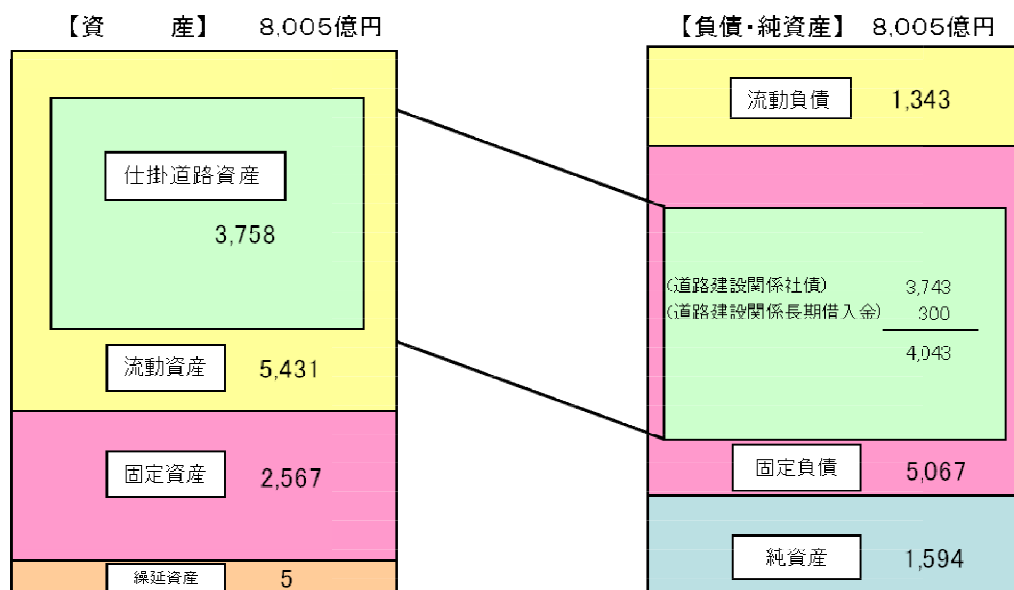 【資 産】 8,005億円
仕掛道路資産
3,758
流動資産 5,431
固定資産 2,567
繰延資産 5
【負債・純資産】 8,005億円
流動負債 1,343
(道路建設関係社債) 3,743
(道路建設関係長期借入金) 300
4,043
固定負債 5,067
純資産 1,594